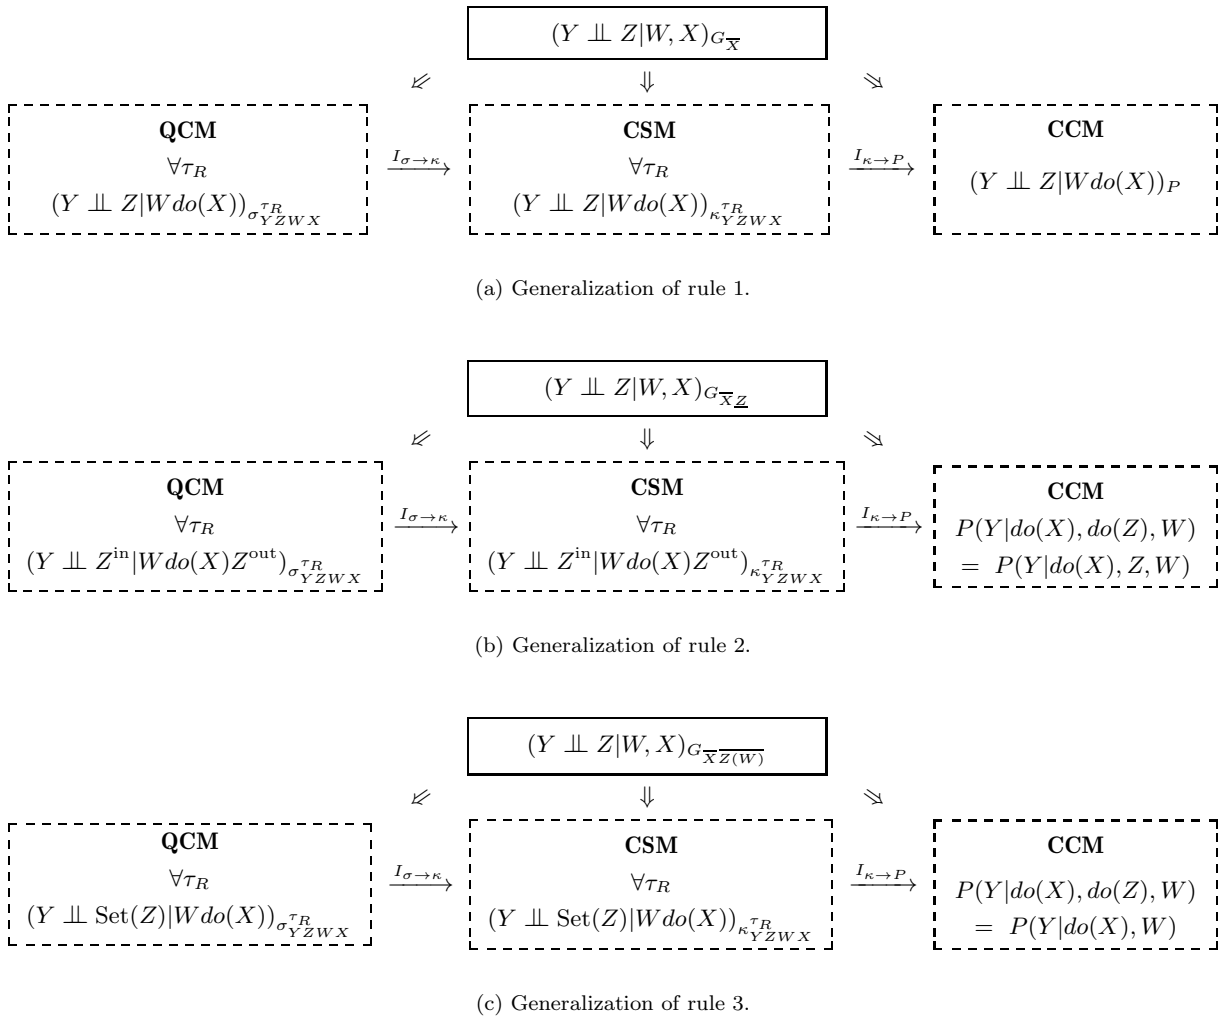 (Y ⫫ Z|W, X)_{G_{\overline{X}}}
⇙ ⇓ ⇘
QCM
∀τ_R
(Y ⫫ Z|W do(X))_{σ^{τ_R}_{YZWX}}
I_{σ→κ}
CSM
∀τ_R
(Y ⫫ Z|W do(X))_{κ^{τ_R}_{YZWX}}
I_{κ→P}
CCM
(Y ⫫ Z|W do(X))_P
(a) Generalization of rule 1.
(Y ⫫ Z|W, X)_{G_{\overline{X}\underline{Z}}}
⇙ ⇓ ⇘
QCM
∀τ_R
(Y ⫫ Z^{in}|W do(X)Z^{out})_{σ^{τ_R}_{YZWX}}
I_{σ→κ}
CSM
∀τ_R
(Y ⫫ Z^{in}|W do(X)Z^{out})_{κ^{τ_R}_{YZWX}}
I_{κ→P}
CCM
P(Y|do(X), do(Z), W)
= P(Y|do(X), Z, W)
(b) Generalization of rule 2.
(Y ⫫ Z|W, X)_{G_{\overline{X}\overline{Z(W)}}}
⇙ ⇓ ⇘
QCM
∀τ_R
(Y ⫫ Set(Z)|W do(X))_{σ^{τ_R}_{YZWX}}
I_{σ→κ}
CSM
∀τ_R
(Y ⫫ Set(Z)|W do(X))_{κ^{τ_R}_{YZWX}}
I_{κ→P}
CCM
P(Y|do(X), do(Z), W)
= P(Y|do(X), W)
(c) Generalization of rule 3.